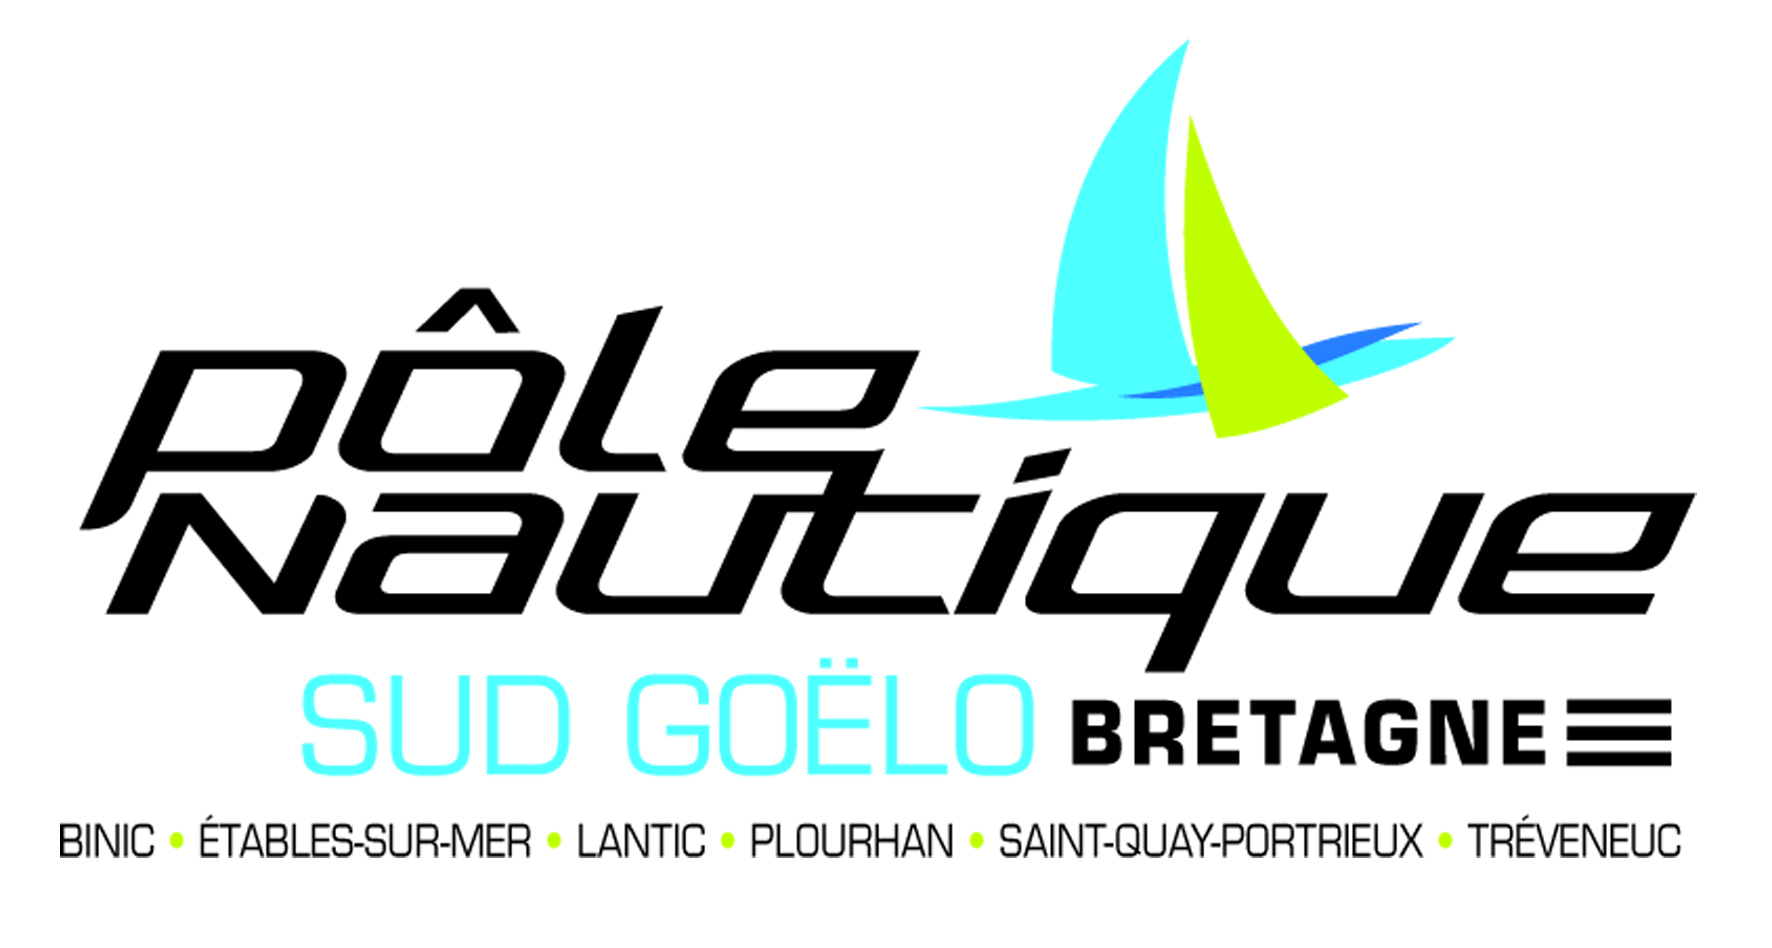 pôle
nautique
SUD GOËLO BRETAGNE
BINIC • ÉTABLES-SUR-MER • LANTIC • PLOURHAN • SAINT-QUAY-PORTRIEUX • TRÉVENEUC